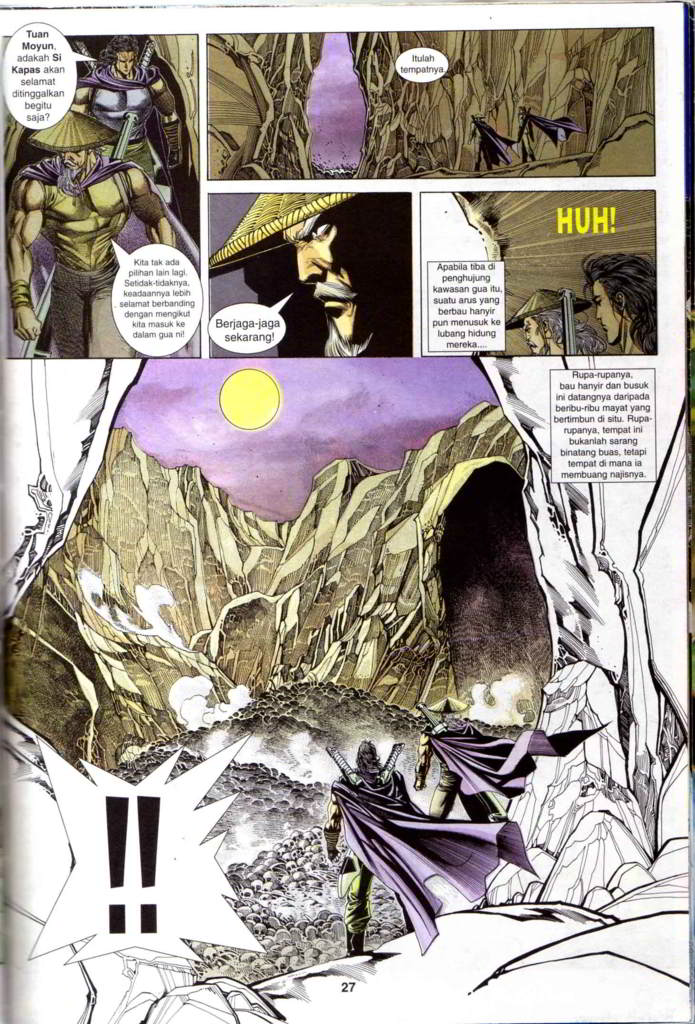 Tuan
Moyun,
adakah Si
Kapas akan
selamat
ditinggalkan
begitu
saja?
Kita tak ada
pilihan lain lagi.
Setidak-tidaknya,
keadaannya lebih
selamat berbanding
dengan mengikut
kita masuk ke
dalam gua ni!
Itulah
tempatnya.
Berjaga-jaga
sekarang!
HUH!
Apabila tiba di
penghujung
kawasan gua itu,
suatu arus yang
berbau hanyir
pun menusuk ke
lubang hidung
mereka....
Rupa-rupanya,
bau hanyir dan busuk
ini datangnya daripada
beribu-ribu mayat yang
bertimbun di situ. Rupa-
rupanya, tempat ini
bukanlah sarang
binatang buas, tetapi
tempat di mana ia
membuang najisnya.
!!
27